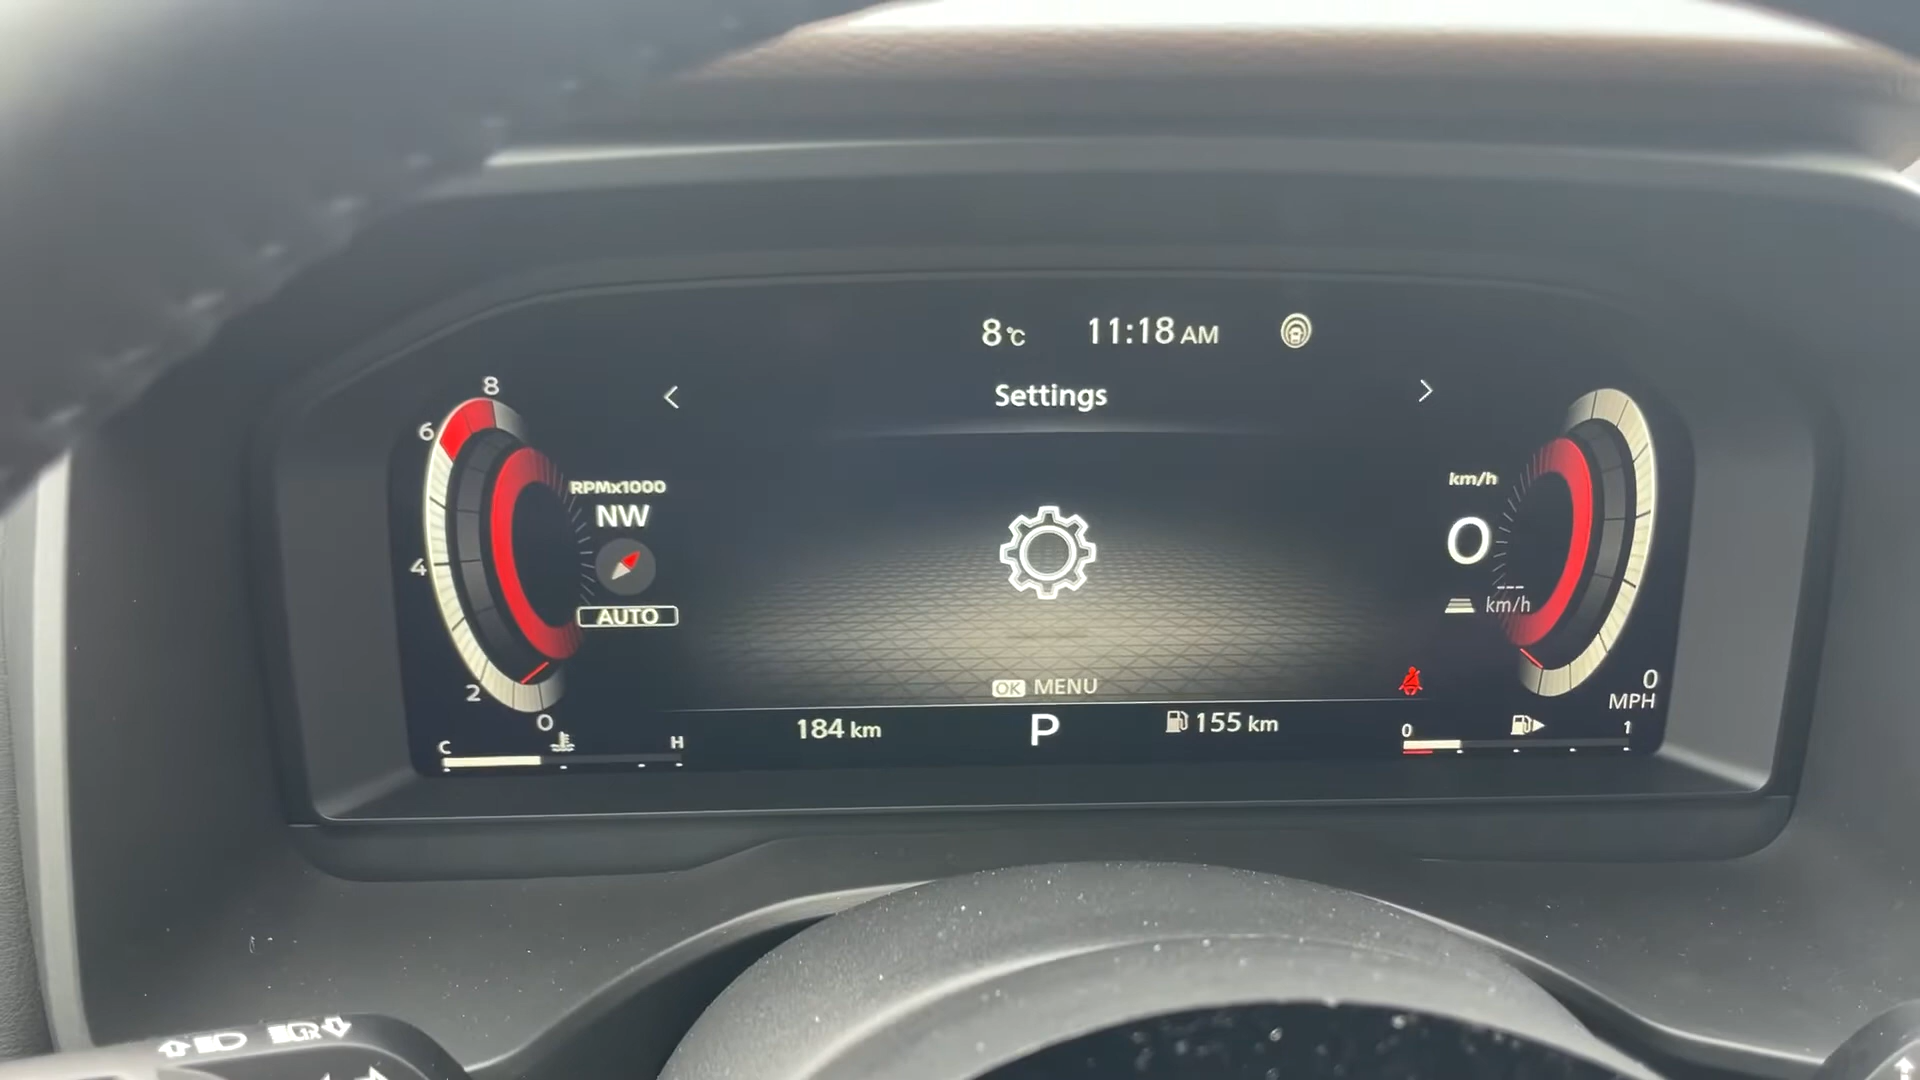 8°C 11:18 AM
< Settings >
8
6
4
2
0
RPMx1000
NW
AUTO
km/h
0
--- km/h
0
MPH
OK MENU
184 km
P
155 km
C H
0 1